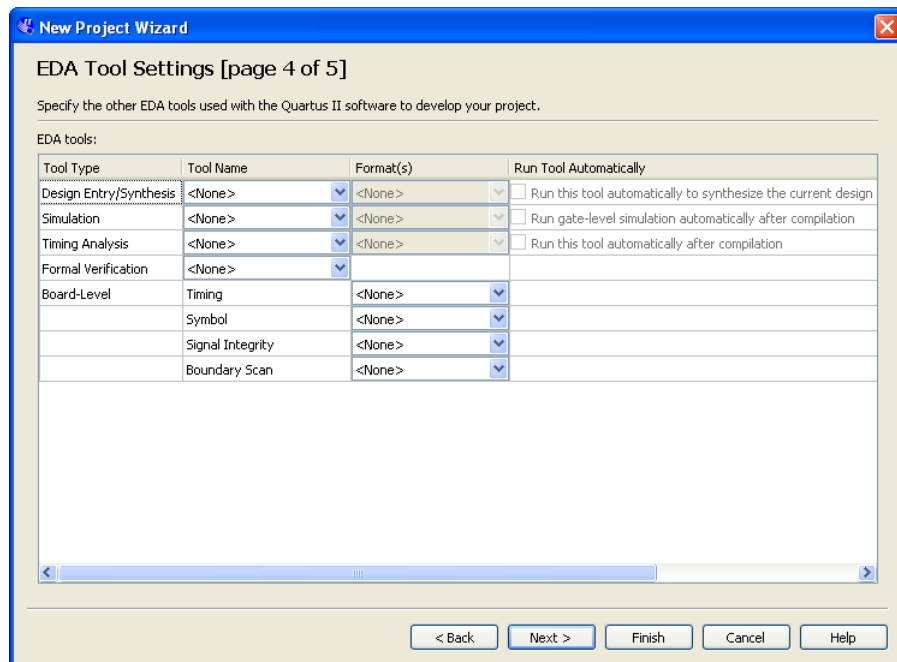 New Project Wizard
EDA Tool Settings [page 4 of 5]
Specify the other EDA tools used with the Quartus II software to develop your project.
EDA tools:
Tool Type Tool Name Format(s) Run Tool Automatically
Design Entry/Synthesis <None> <None> Run this tool automatically to synthesize the current design
Simulation <None> <None> Run gate-level simulation automatically after compilation
Timing Analysis <None> <None> Run this tool automatically after compilation
Formal Verification <None>
Board-Level Timing <None>
Symbol <None>
Signal Integrity <None>
Boundary Scan <None>
< Back Next > Finish Cancel Help